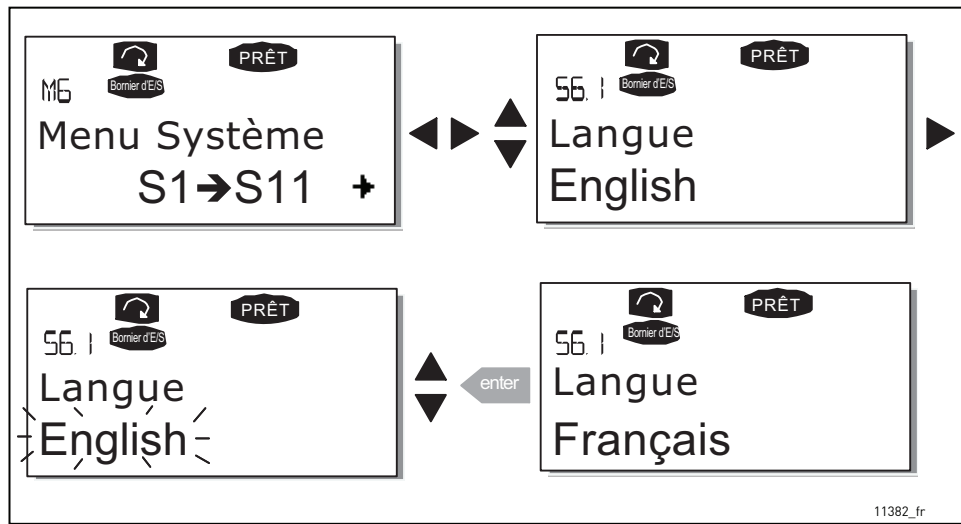 PRÊT
M6 Bornier d'E/S
Menu Système
S1➔S11
PRÊT
S6.1 Bornier d'E/S
Langue
English
PRÊT
S6.1 Bornier d'E/S
Langue
English
enter
PRÊT
S6.1 Bornier d'E/S
Langue
Français
11382_fr